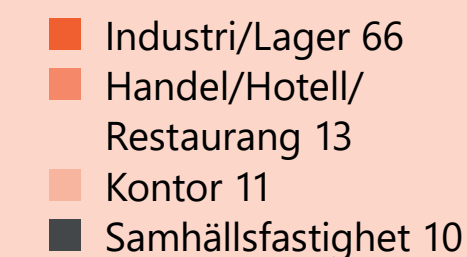 Industri/Lager 66
Handel/Hotell/
Restaurang 13
Kontor 11
Samhällsfastighet 10